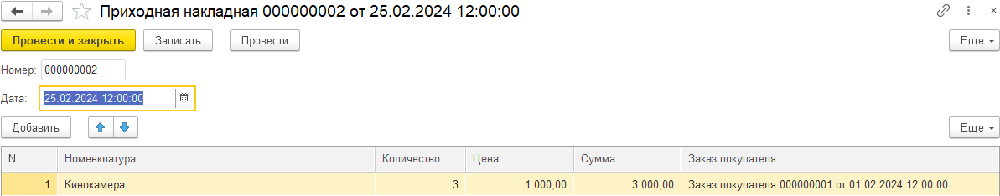 Приходная накладная 000000002 от 25.02.2024 12:00:00
Провести и закрыть Записать Провести Еще
Номер: 000000002
Дата: 25.02.2024 12:00:00
Добавить Еще
N Номенклатура Количество Цена Сумма Заказ покупателя
1 Кинокамера 3 1 000,00 3 000,00 Заказ покупателя 000000001 от 01.02.2024 12:00:00